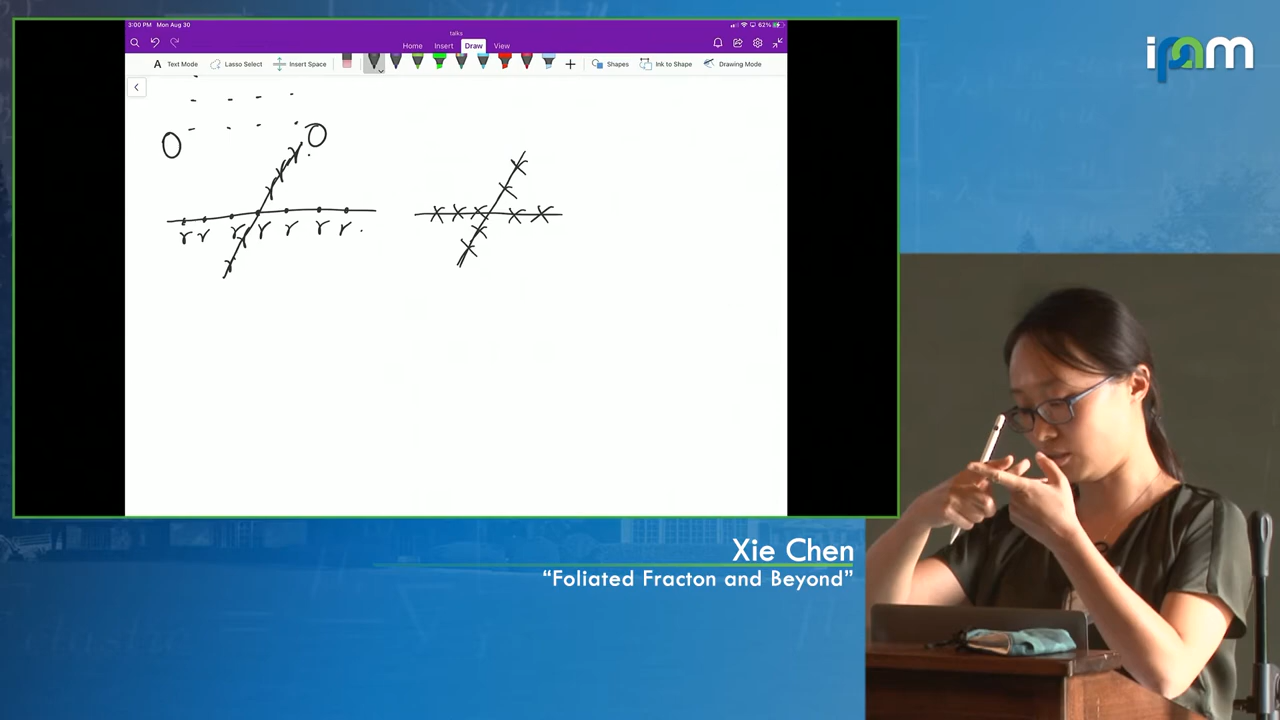 3:00 PM Mon Aug 30
62%
talks
Home Insert Draw View
A Text Mode Lasso Select Insert Space Shapes Ink to Shape Drawing Mode
ipam
O O
r r r
r r r r r r r
r r
x x
x x x x x
x x
Xie Chen
“Foliated Fracton and Beyond”